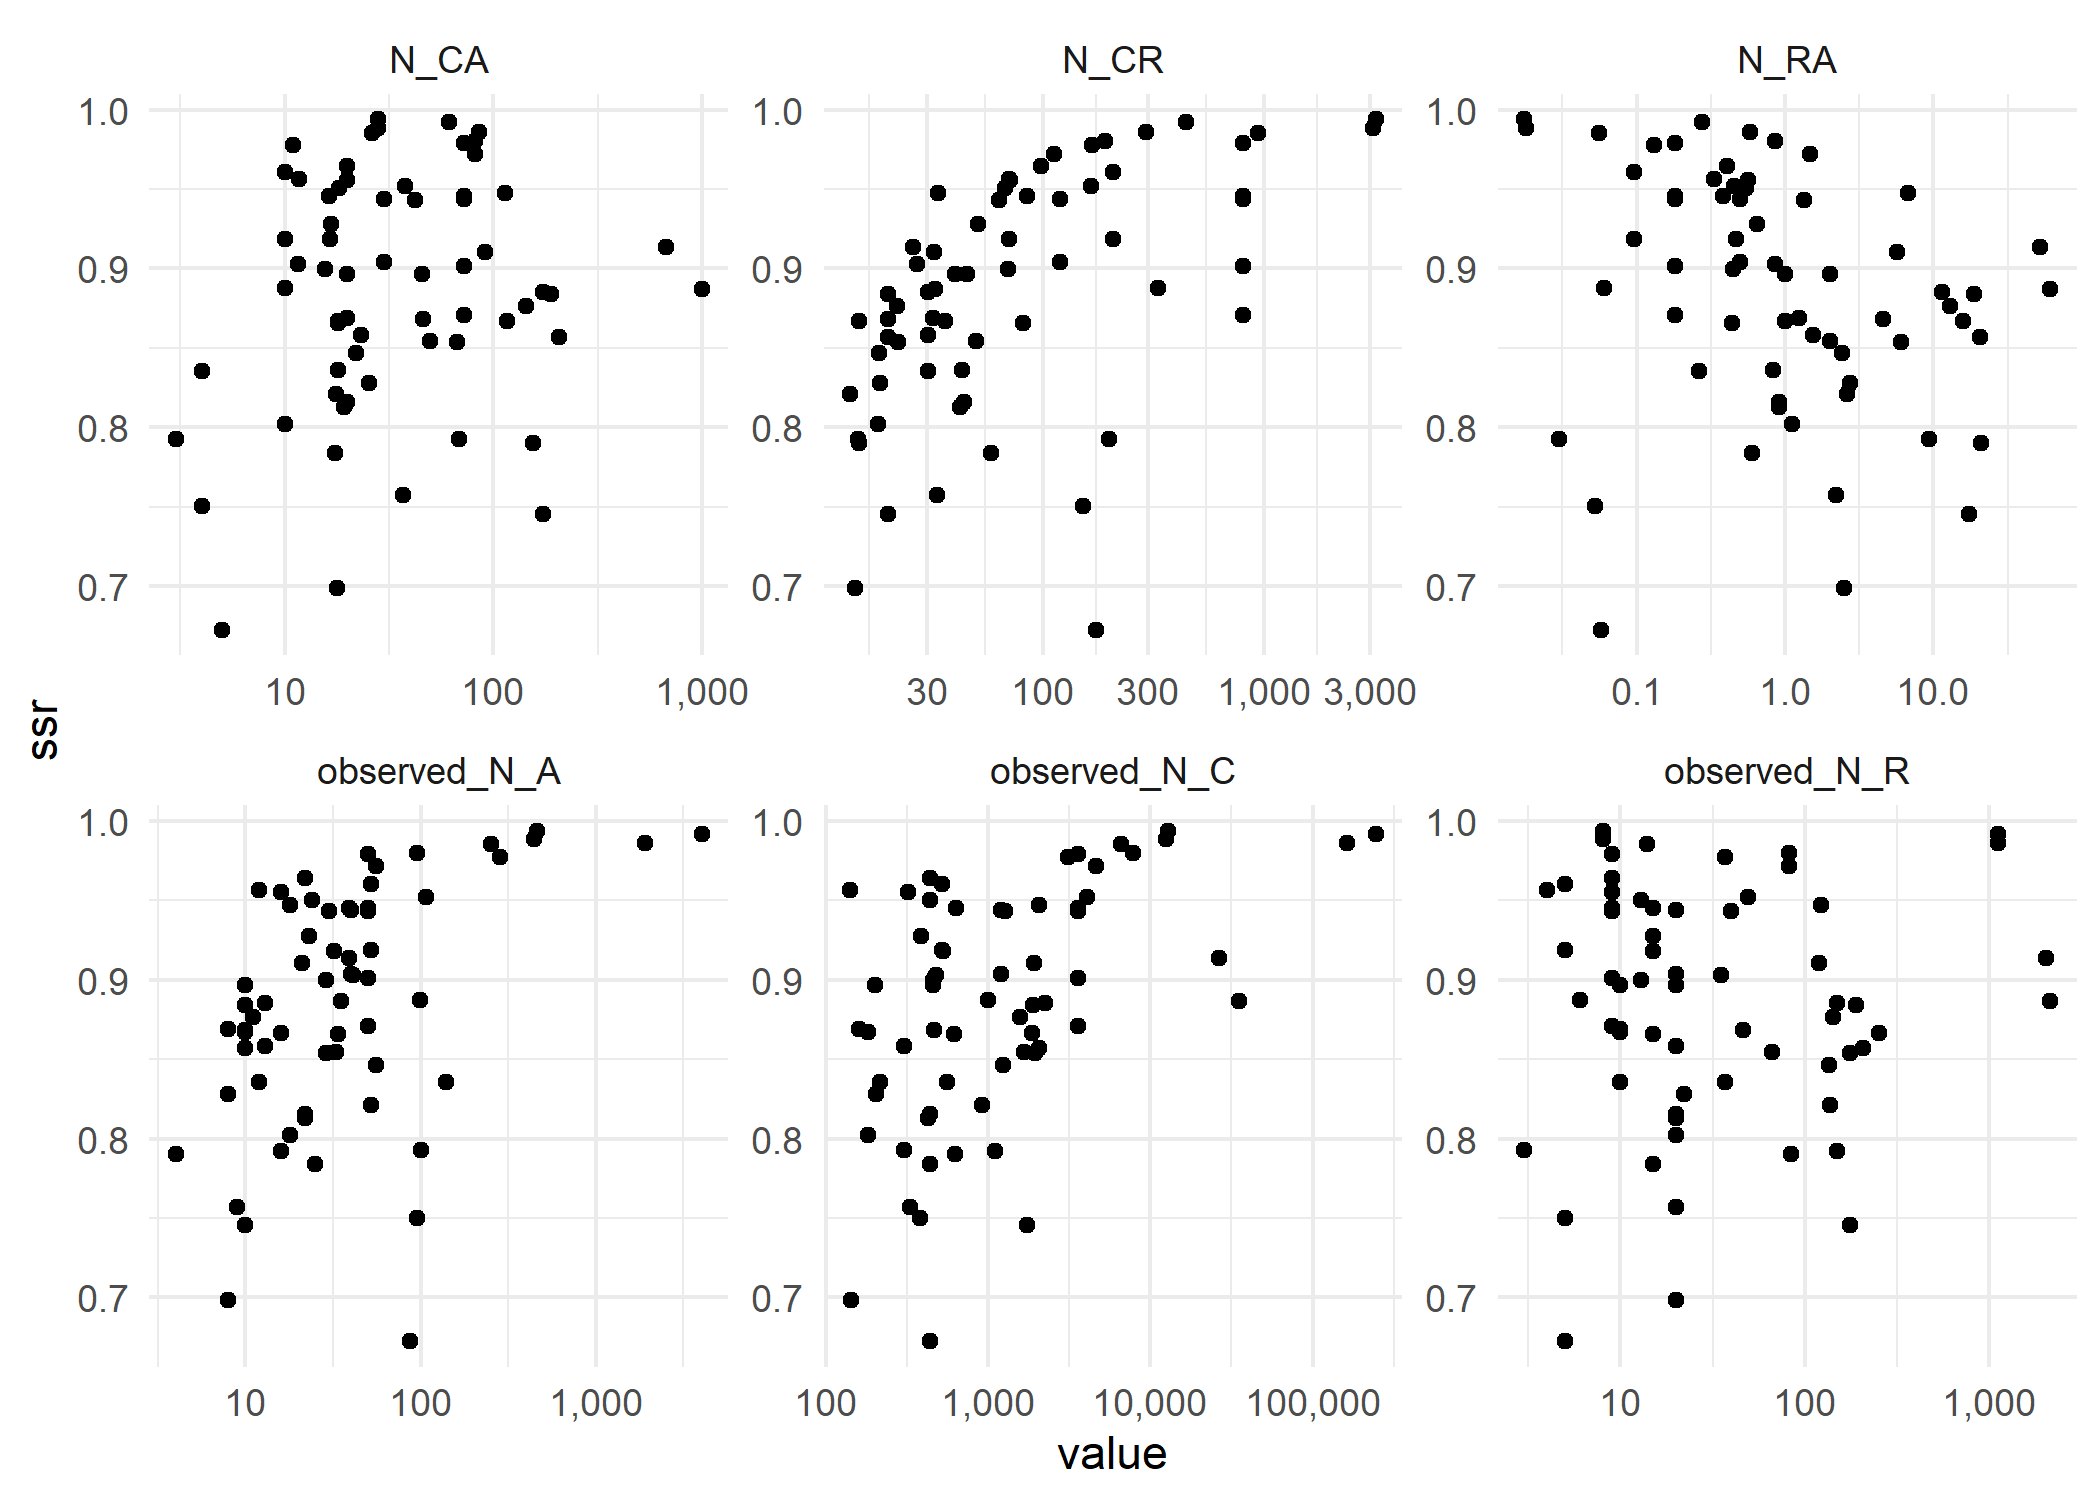 N_CA N_CR N_RA
1.0 1.0 1.0
0.9 0.9 0.9
0.8 0.8 0.8
0.7 0.7 0.7
10 100 1,000 30 100 300 1,000 3,000 0.1 1.0 10.0
ssr
observed_N_A observed_N_C observed_N_R
1.0 1.0 1.0
0.9 0.9 0.9
0.8 0.8 0.8
0.7 0.7 0.7
10 100 1,000 100 1,000 10,000 100,000 10 100 1,000
value